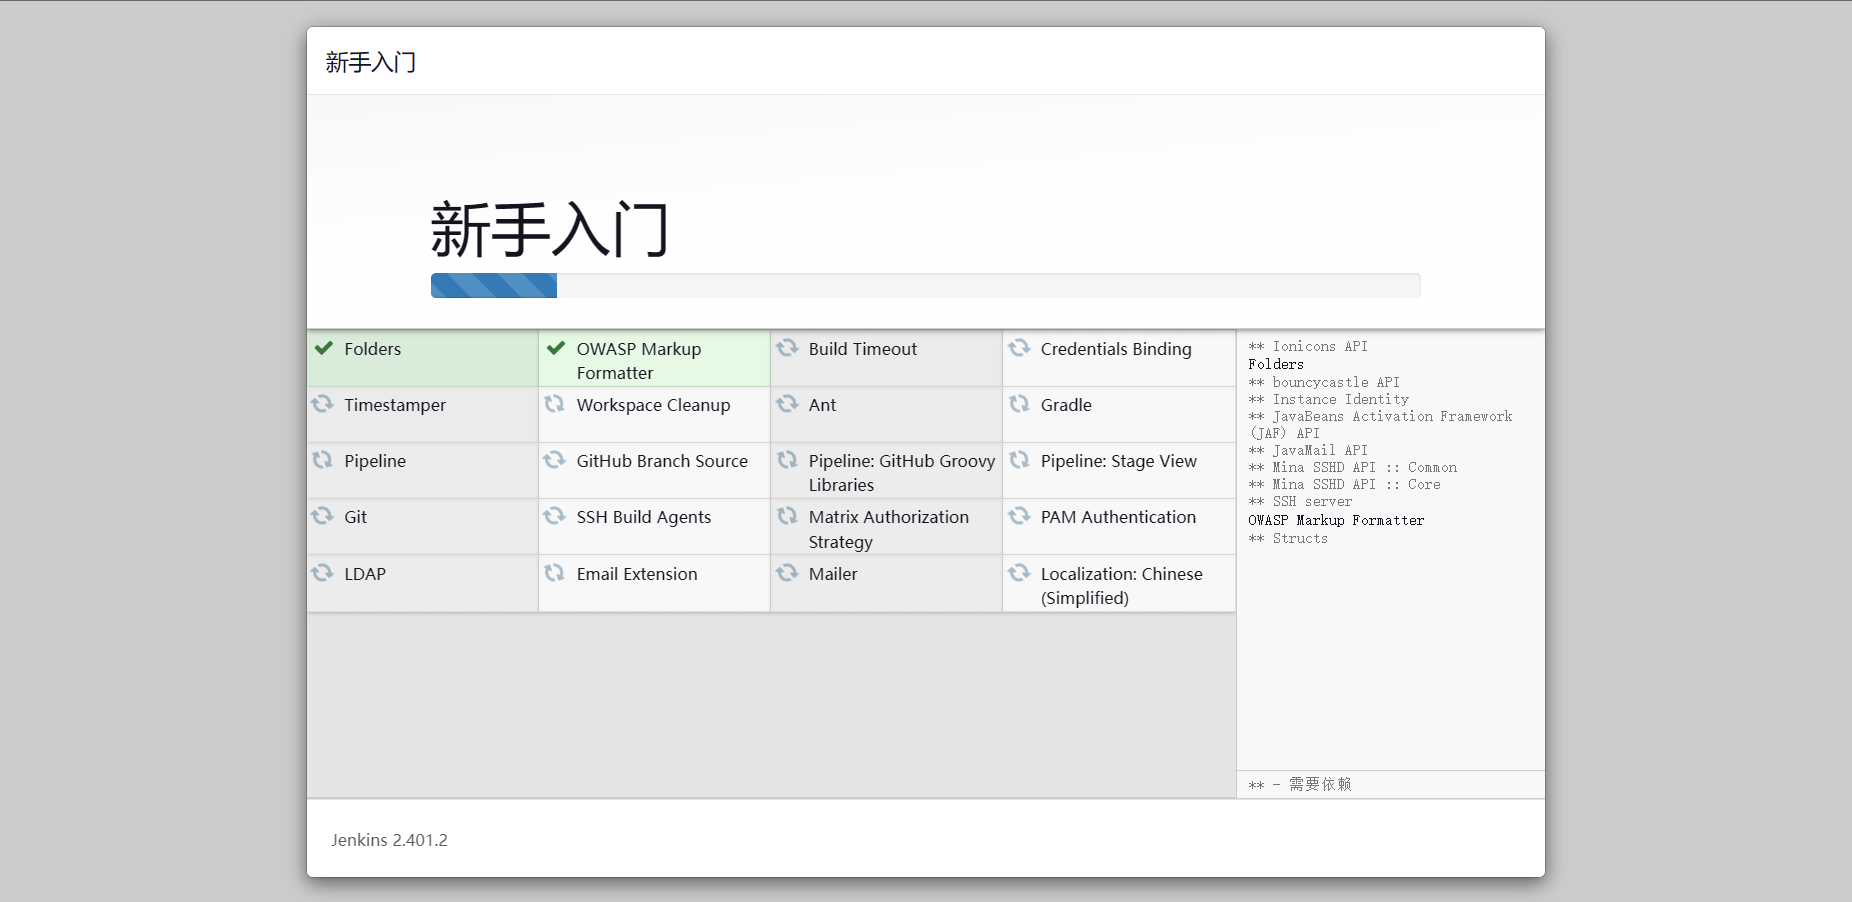 新手入门
新手入门
Folders
OWASP Markup
Formatter
Build Timeout
Credentials Binding
Timestamper
Workspace Cleanup
Ant
Gradle
Pipeline
GitHub Branch Source
Pipeline: GitHub Groovy
Libraries
Pipeline: Stage View
Git
SSH Build Agents
Matrix Authorization
Strategy
PAM Authentication
LDAP
Email Extension
Mailer
Localization: Chinese
(Simplified)
** Ionicons API
Folders
** bouncycastle API
** Instance Identity
** JavaBeans Activation Framework
(JAF) API
** JavaMail API
** Mina SSHD API :: Common
** Mina SSHD API :: Core
** SSH server
OWASP Markup Formatter
** Structs
** - 需要依赖
Jenkins 2.401.2